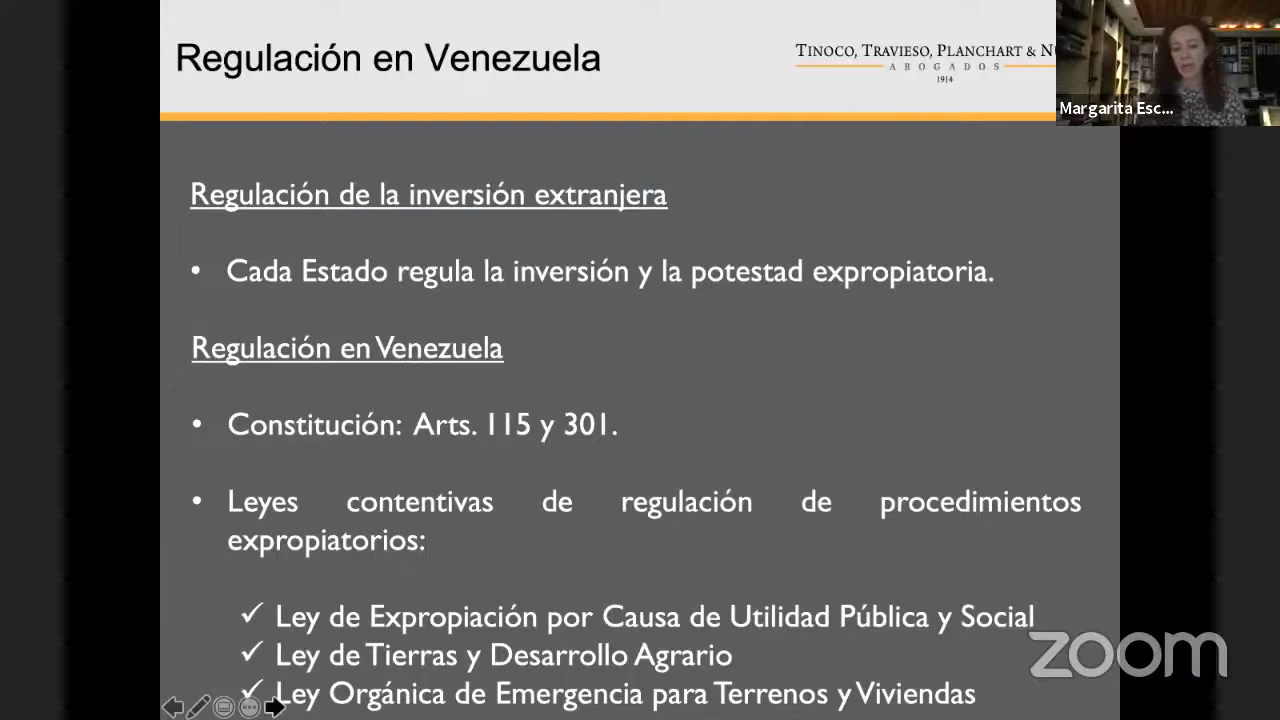 Regulación en Venezuela
TINOCO, TRAVIESO, PLANCHART & NU
ABOGADOS
1914
Margarita Esc...
Regulación de la inversión extranjera
• Cada Estado regula la inversión y la potestad expropiatoria.
Regulación en Venezuela
• Constitución: Arts. 115 y 301.
• Leyes contentivas de regulación de procedimientos
expropiatorios:
✓ Ley de Expropiación por Causa de Utilidad Pública y Social
✓ Ley de Tierras y Desarrollo Agrario
✓ Ley Orgánica de Emergencia para Terrenos y Viviendas
zoom